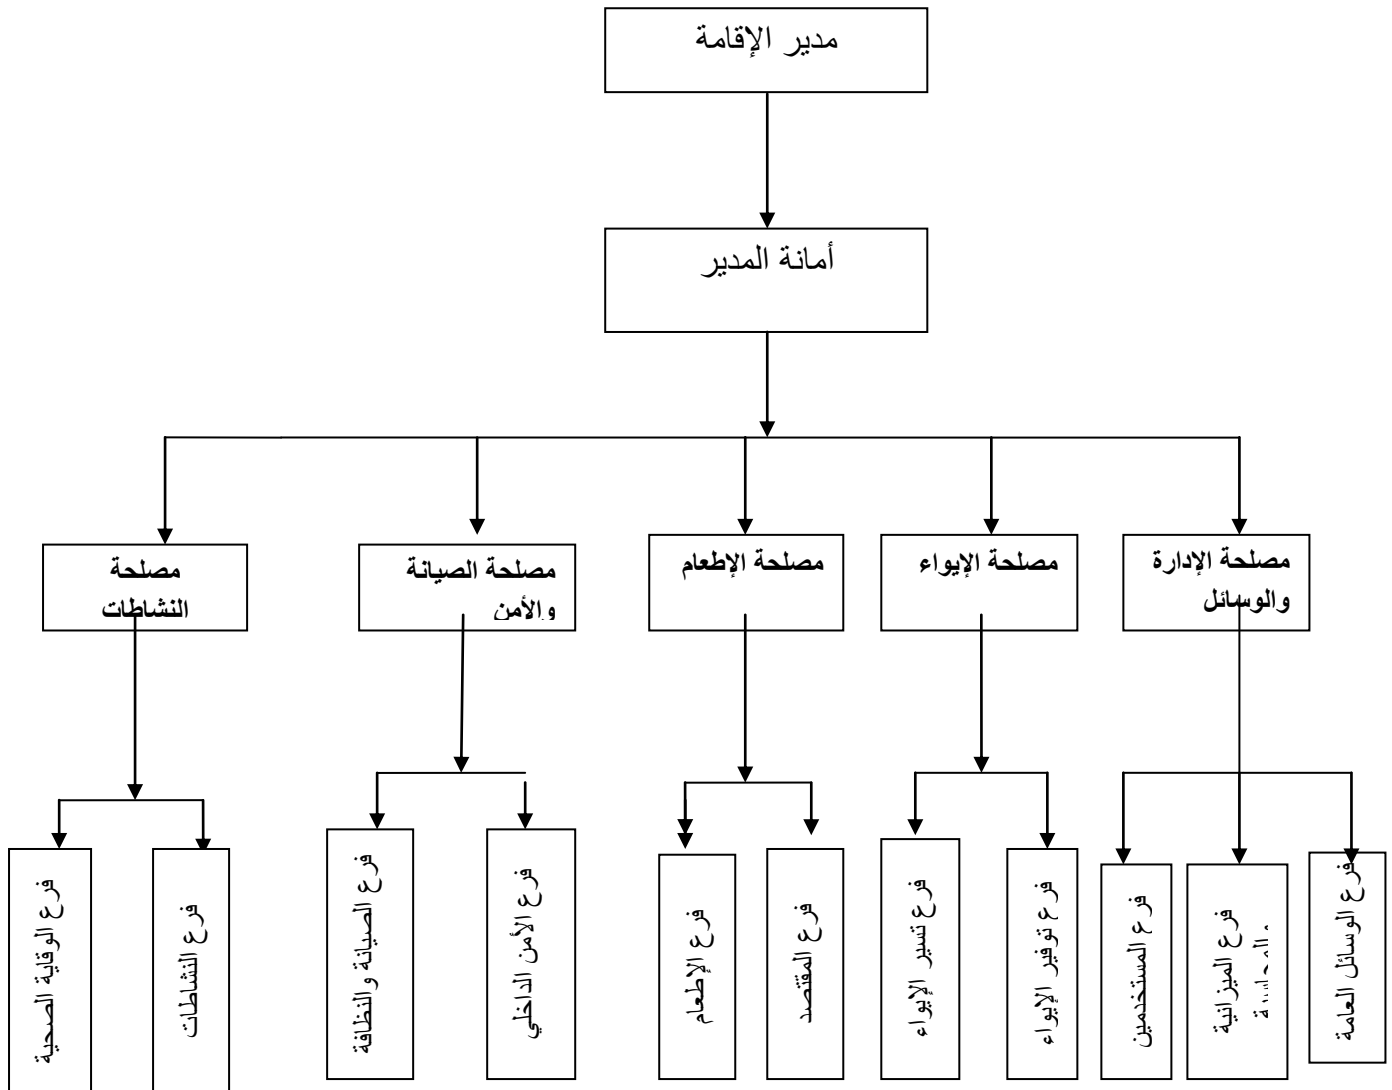 مدير الإقامة
أمانة المدير
مصلحة الإدارة
والوسائل
مصلحة الإيواء
مصلحة الإطعام
مصلحة الصيانة
والأمن
مصلحة
النشاطات
فرع الوسائل العامة
فرع الميزانية
فرع المستخدمين
فرع توفير الإيواء
فرع تسير الإيواء
فرع المقتصد
فرع الإطعام
فرع الأمن الداخلي
فرع الصيانة والنظافة
فرع النشاطات
فرع الوقاية الصحية